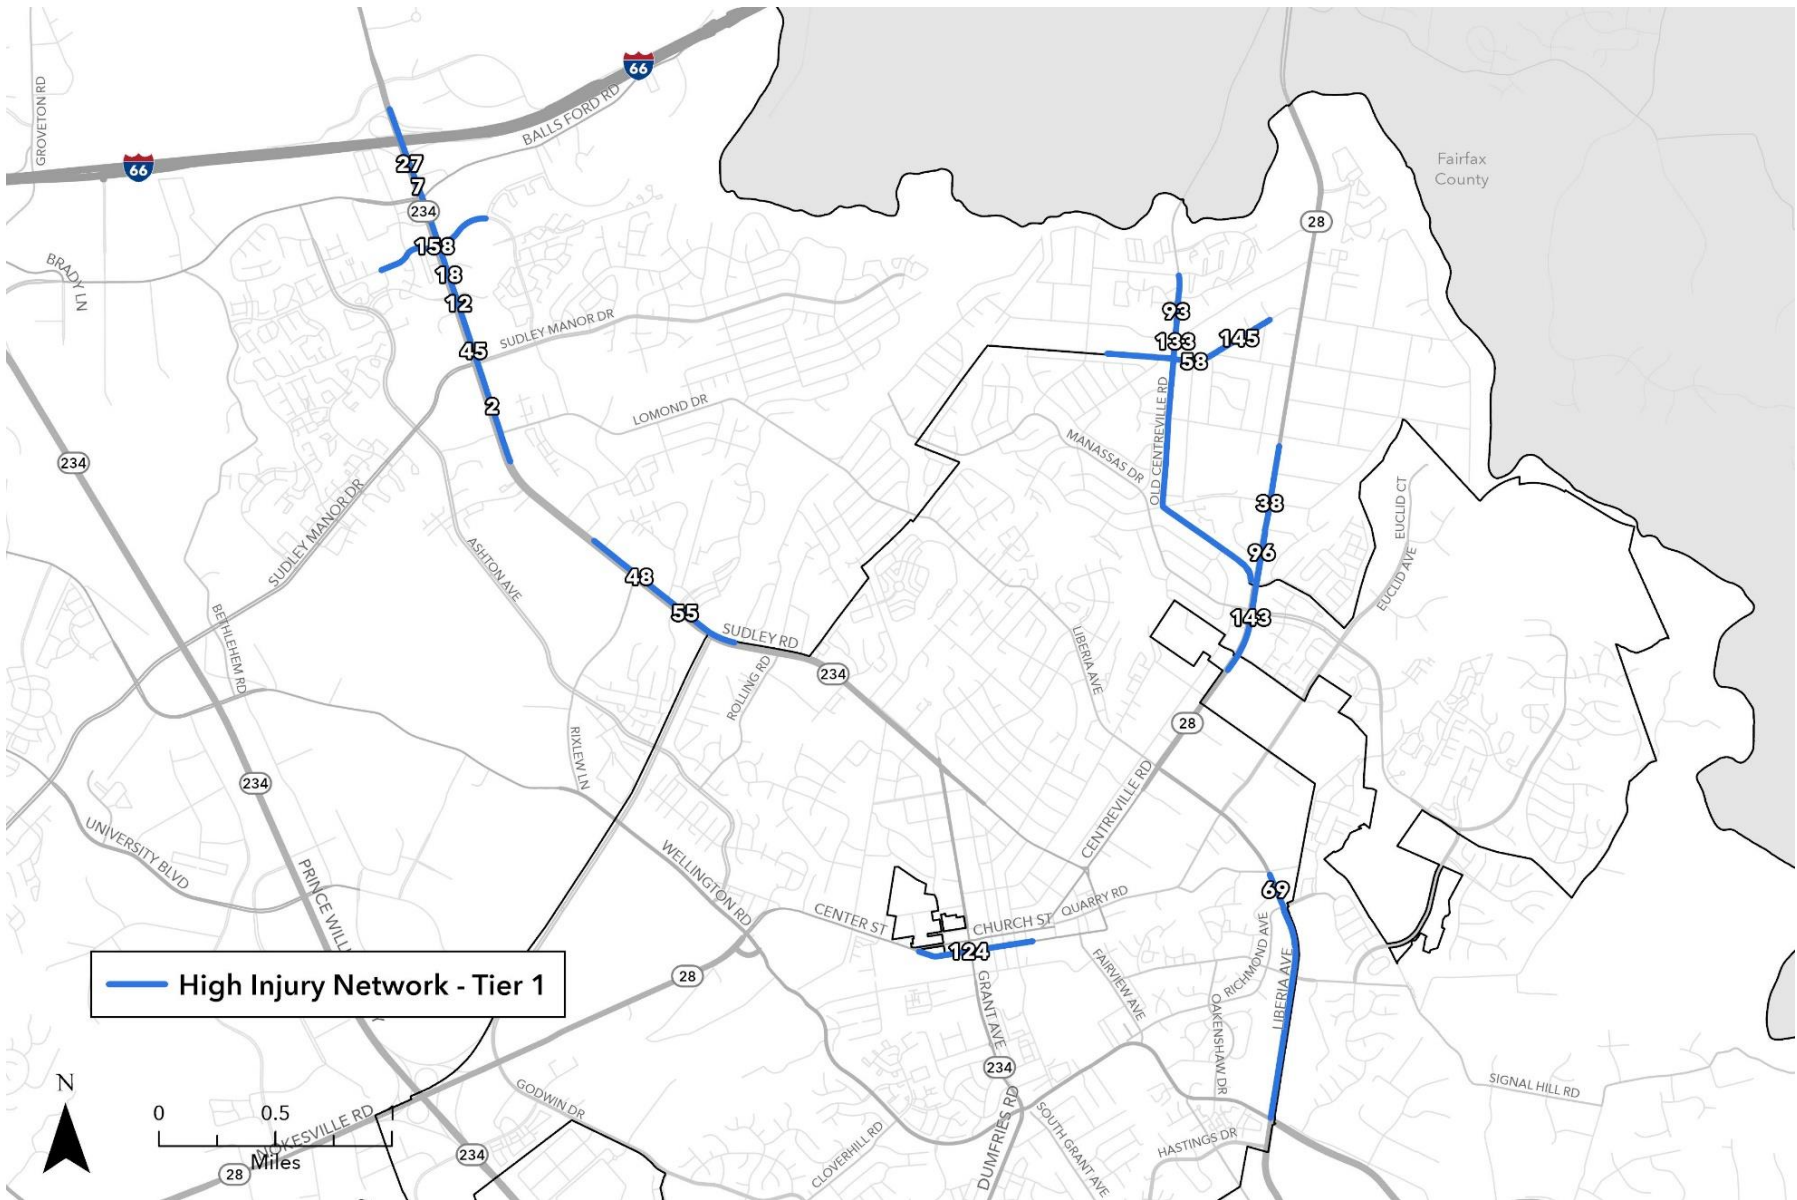 66
GROVETON RD
BALLS FORD RD
66
27
7
234
158
18
12
45
2
BRADY LN
SUDLEY MANOR DR
LOMOND DR
Fairfax
County
28
93
133
145
58
OLD CENTREVILLE RD
MANASSAS DR
38
96
143
EUCLID CT
EUCLID AVE
234
SUDLEY MANOR DR
ASHTON AVE
48
55
SUDLEY RD
234
ROLLING RD
LIBERIA AVE
BETHLEHEM RD
RIXLEW LN
28
CENTREVILLE RD
234
UNIVERSITY BLVD
PRINCE WILL
Y
WELLINGTON RD
CENTER ST
CHURCH ST
QUARRY RD
124
69
RICHMOND AVE
LIBERIA AVE
FAIRVIEW AVE
OAKENSHAW DR
GRANT AVE
28
High Injury Network - Tier 1
234
SIGNAL HILL RD
GODWIN DR
DUMFRIES RD
SOUTH GRANT AVE
HASTINGS DR
CLOVERHILL RD
N
0 0.5 1
Miles
NOKESVILLE RD
28
234